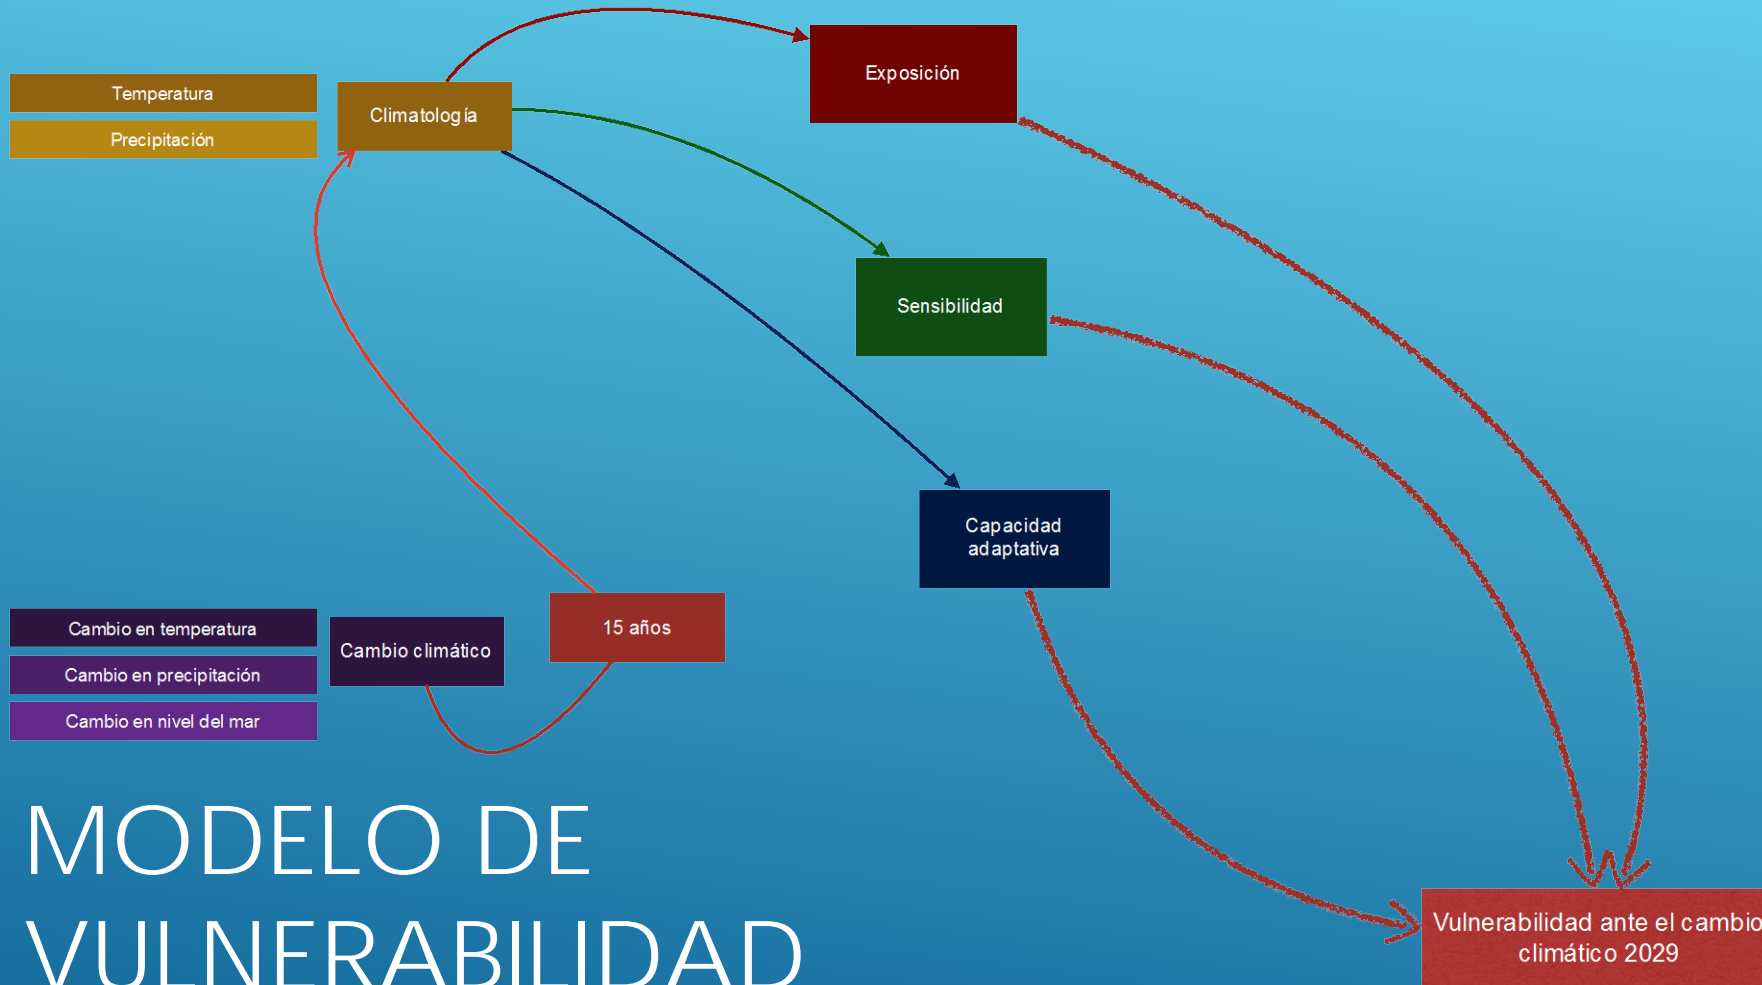 Temperatura
Precipitación
Climatología
Exposición
Sensibilidad
Capacidad
adaptativa
Cambio en temperatura
Cambio en precipitación
Cambio en nivel del mar
Cambio climático
15 años
MODELO DE
VULNERABILIDAD
Vulnerabilidad ante el cambio
climático 2029